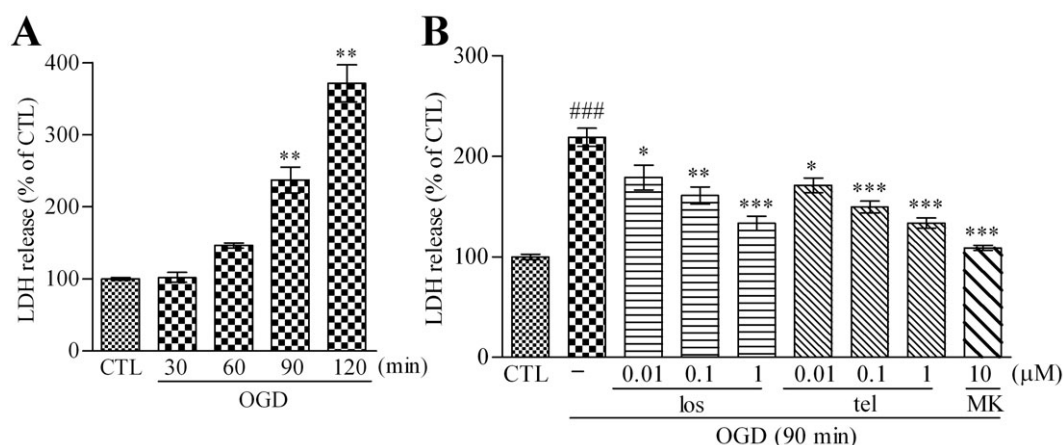 A
LDH release (% of CTL)
400
300
200
100
0
**
**
CTL 30 60 90 120 (min)
OGD
B
LDH release (% of CTL)
300
200
100
0
###
*
**
***
*
***
***
***
CTL – 0.01 0.1 1 0.01 0.1 1 10 (μM)
los tel MK
OGD (90 min)